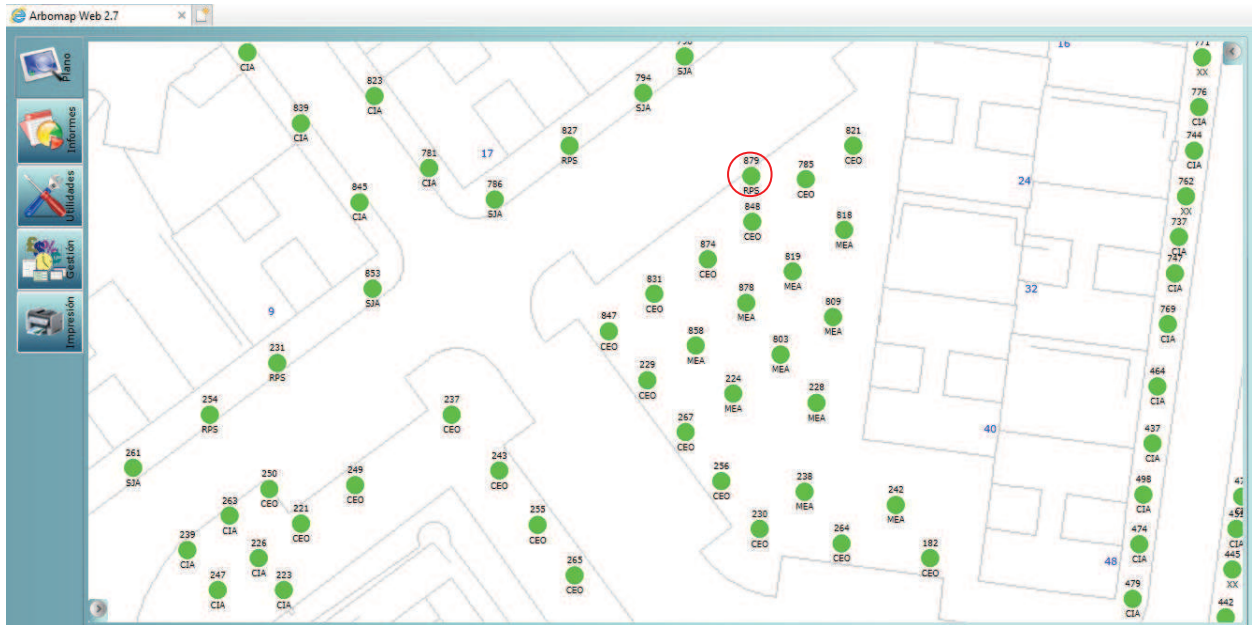 Arbomap Web 2.7
Plano
Informes
Utilidades
Gestión
Impresión
CIA
823
CIA
839
CIA
781
CIA
17
845
CIA
786
SJA
827
RPS
794
SJA
SJA
853
SJA
9
231
RPS
254
RPS
261
SJA
237
CEO
243
CEO
249
CEO
250
CEO
263
CIA
221
CEO
239
CIA
226
CIA
247
CIA
223
CIA
255
CEO
265
CEO
821
CEO
879
RPS
785
CEO
848
CEO
818
MEA
874
CEO
819
MEA
831
CEO
878
MEA
809
MEA
847
CEO
858
MEA
803
MEA
229
CEO
224
MEA
228
MEA
267
CEO
256
CEO
238
MEA
242
MEA
230
CEO
264
CEO
182
CEO
16
24
32
40
48
771
XX
776
CIA
744
CIA
762
XX
737
CIA
747
CIA
769
CIA
464
CIA
437
CIA
498
CIA
474
CIA
479
CIA
451
CIA
445
XX
442